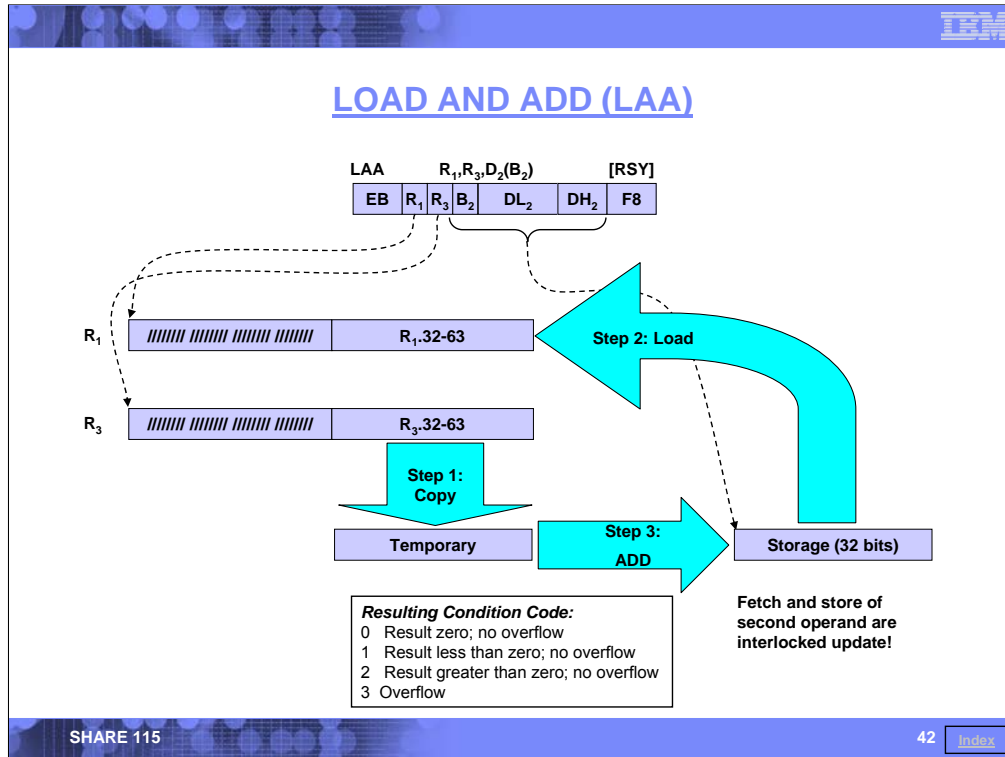 IBM
LOAD AND ADD (LAA)
LAA R₁,R₃,D₂(B₂) [RSY]
EB R₁ R₃ B₂ DL₂ DH₂ F8
R₁ //////// //////// //////// //////// R₁.32-63
Step 2: Load
R₃ //////// //////// //////// //////// R₃.32-63
Step 1:
Copy
Temporary
Step 3:
ADD
Storage (32 bits)
Resulting Condition Code:
0 Result zero; no overflow
1 Result less than zero; no overflow
2 Result greater than zero; no overflow
3 Overflow
Fetch and store of
second operand are
interlocked update!
SHARE 115
42
Index